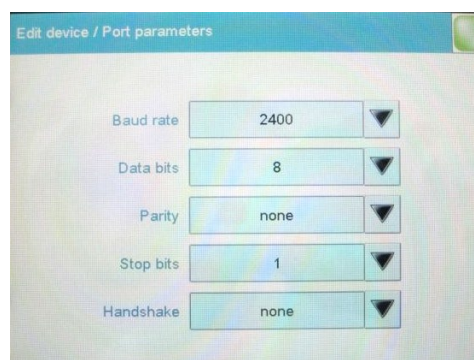 Edit device / Port parameters
Baud rate 2400
Data bits 8
Parity none
Stop bits 1
Handshake none